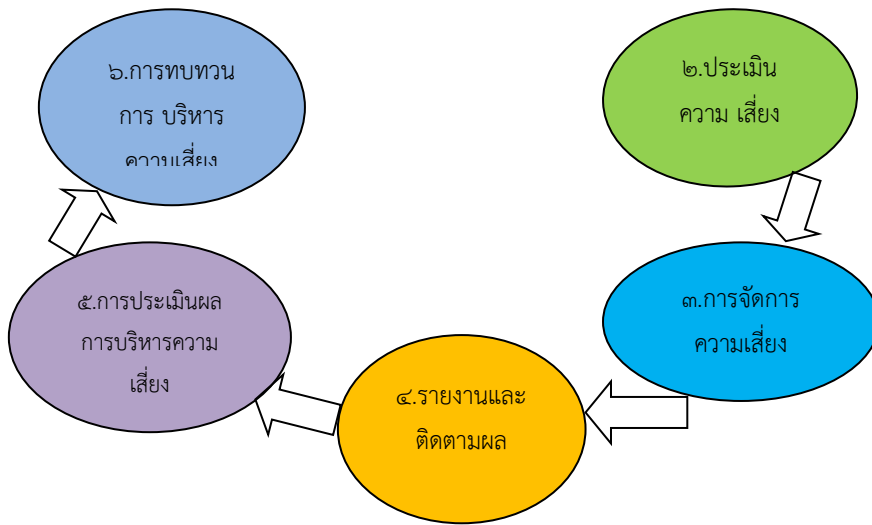 ๖.การทบทวน
การ บริหาร
ความเสี่ยง
๒.ประเมิน
ความ เสี่ยง
๓.การจัดการ
ความเสี่ยง
๔.รายงานและ
ติดตามผล
๕.การประเมินผล
การบริหารความ
เสี่ยง